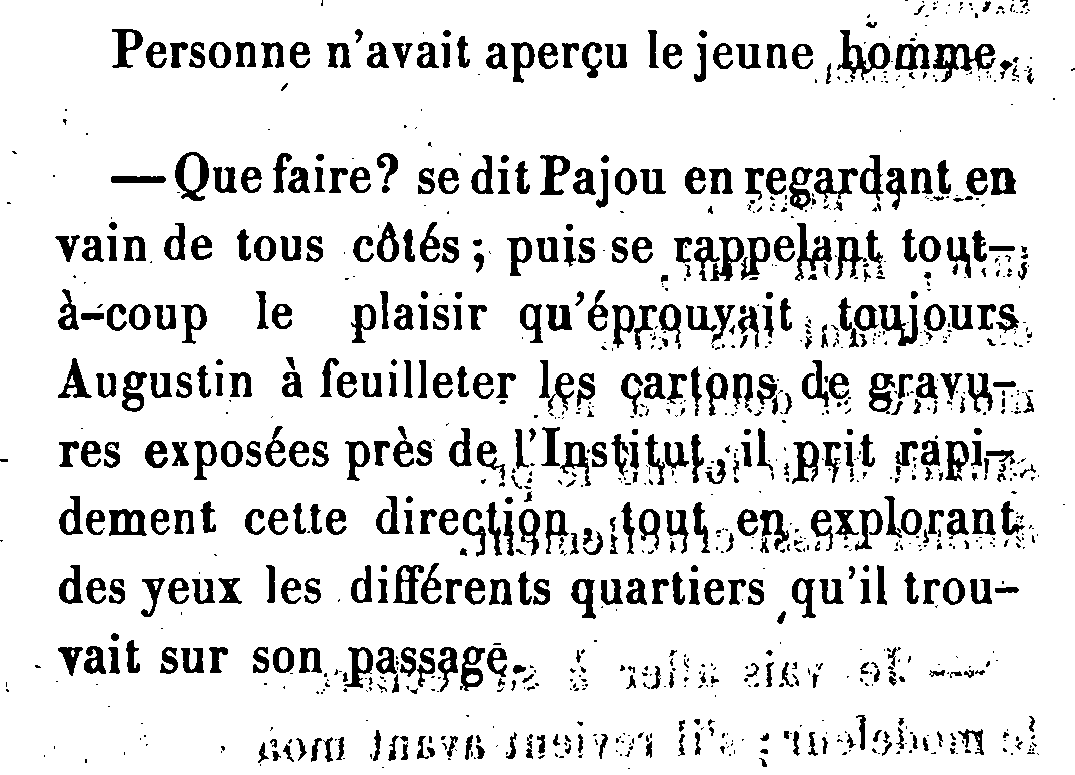 Personne n'avait aperçu le jeune homme.
— Que faire? se dit Pajou en regardant en
vain de tous côtés ; puis se rappelant tout-
à-coup le plaisir qu'éprouvait toujours
Augustin à feuilleter les cartons de gravu-
res exposées près de l'Institut, il prit rapi-
dement cette direction, tout en explorant
des yeux les différents quartiers qu'il trou-
vait sur son passage.